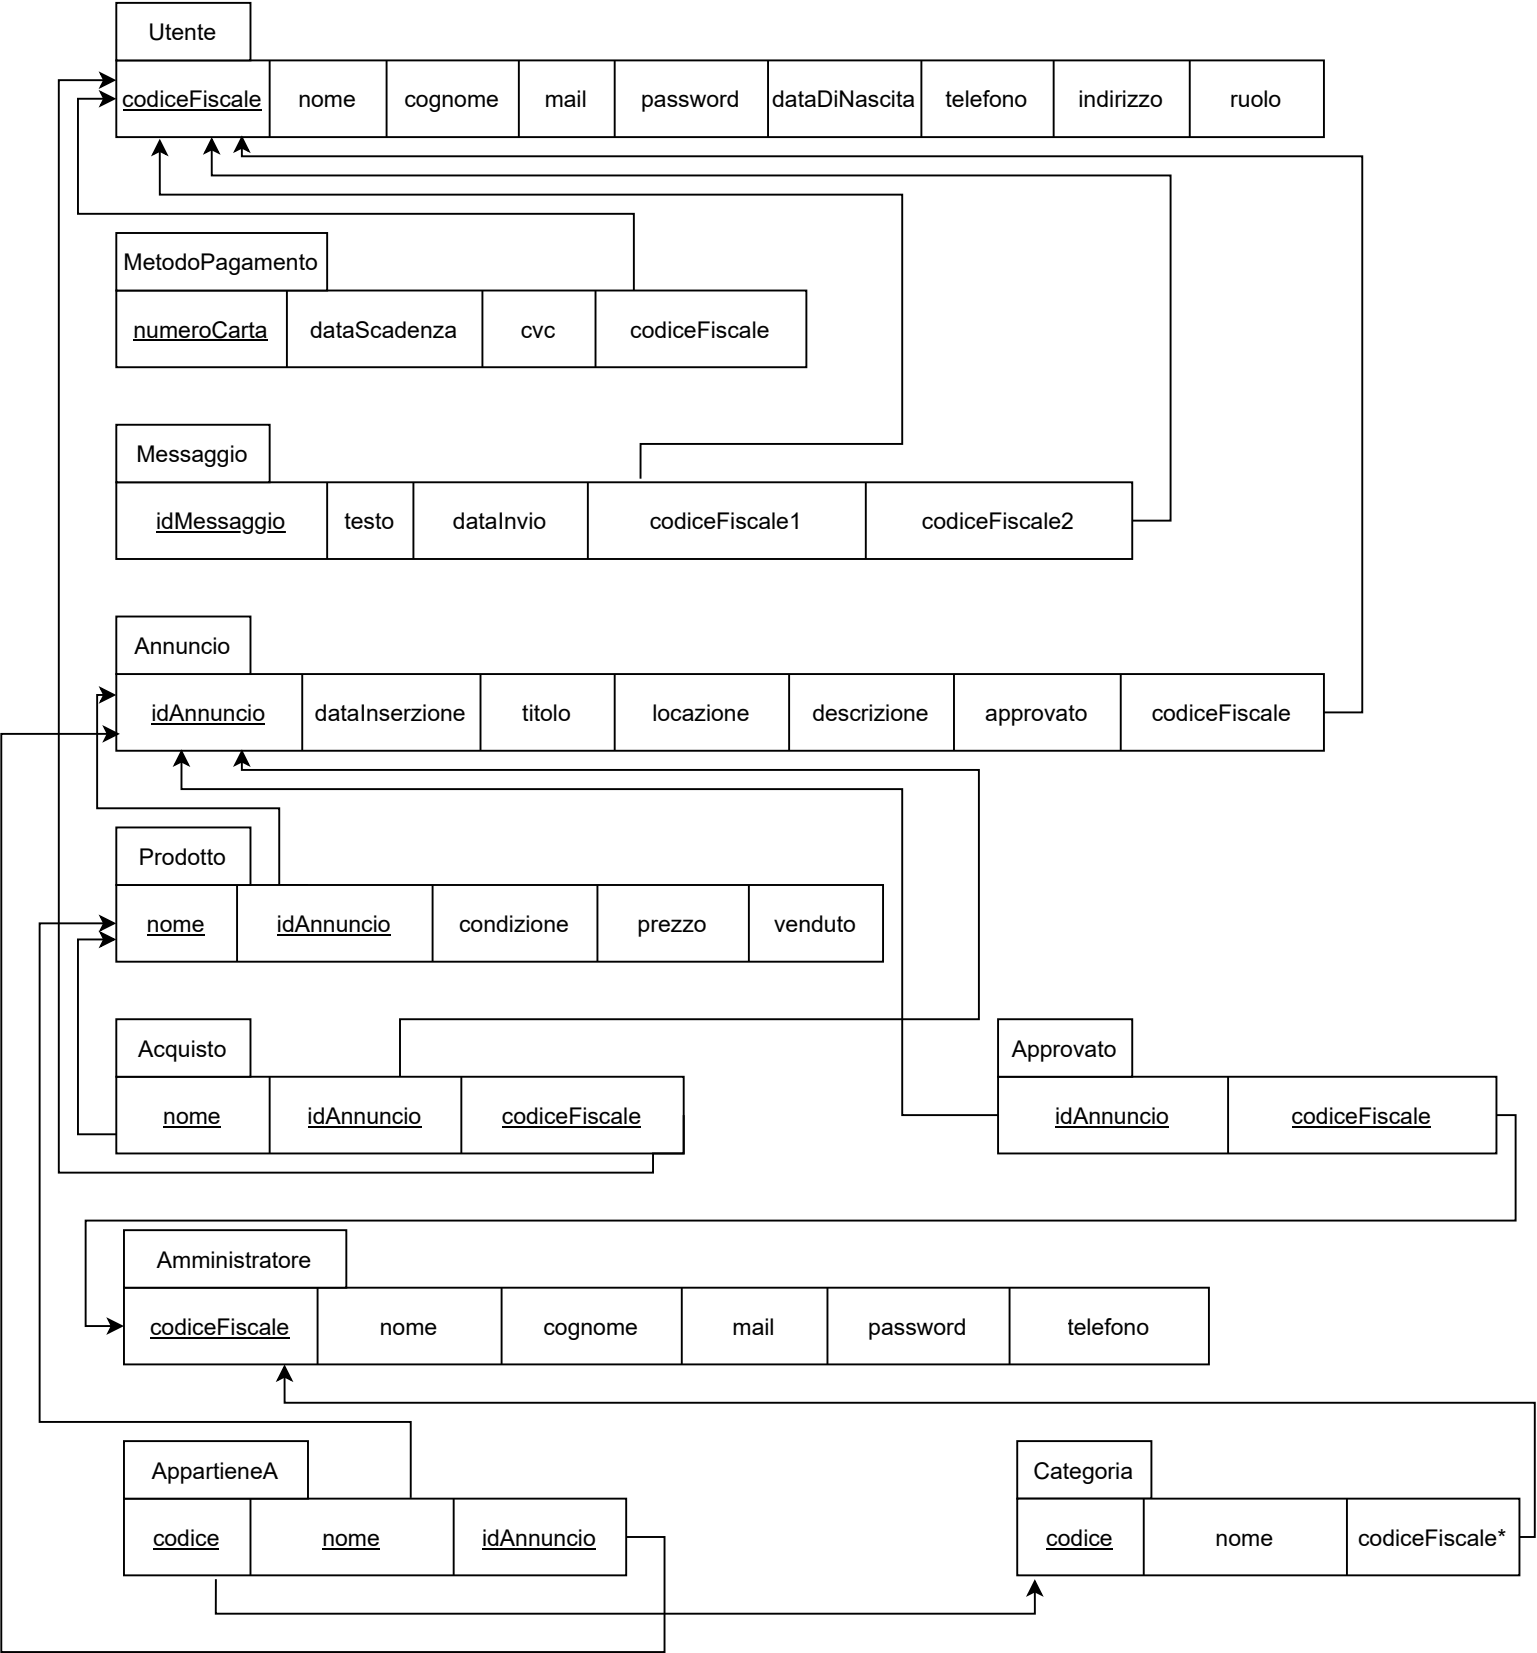 Utente
codiceFiscale nome cognome mail password dataDiNascita telefono indirizzo ruolo
MetodoPagamento
numeroCarta dataScadenza cvc codiceFiscale
Messaggio
idMessaggio testo dataInvio codiceFiscale1 codiceFiscale2
Annuncio
idAnnuncio dataInserzione titolo locazione descrizione approvato codiceFiscale
Prodotto
nome idAnnuncio condizione prezzo venduto
Acquisto
nome idAnnuncio codiceFiscale
Approvato
idAnnuncio codiceFiscale
Amministratore
codiceFiscale nome cognome mail password telefono
AppartieneA
codice nome idAnnuncio
Categoria
codice nome codiceFiscale*